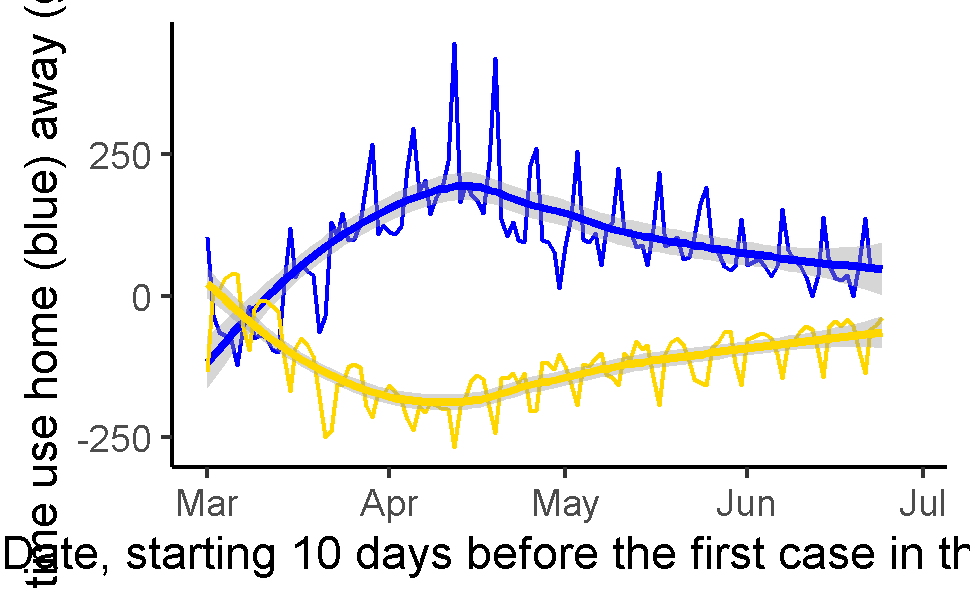 time use home (blue) away (
250
0
-250
Mar Apr May Jun Jul
Date, starting 10 days before the first case in th